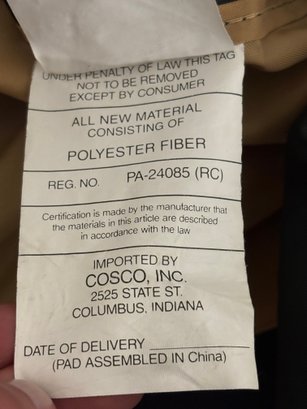 UNDER PENALTY OF LAW THIS TAG
NOT TO BE REMOVED
EXCEPT BY CONSUMER
ALL NEW MATERIAL
CONSISTING OF
POLYESTER FIBER
REG. NO. PA-24085 (RC)
Certification is made by the manufacturer that
the materials in this article are described
in accordance with the law
IMPORTED BY
COSCO, INC.
2525 STATE ST.
COLUMBUS, INDIANA
DATE OF DELIVERY
(PAD ASSEMBLED IN China)